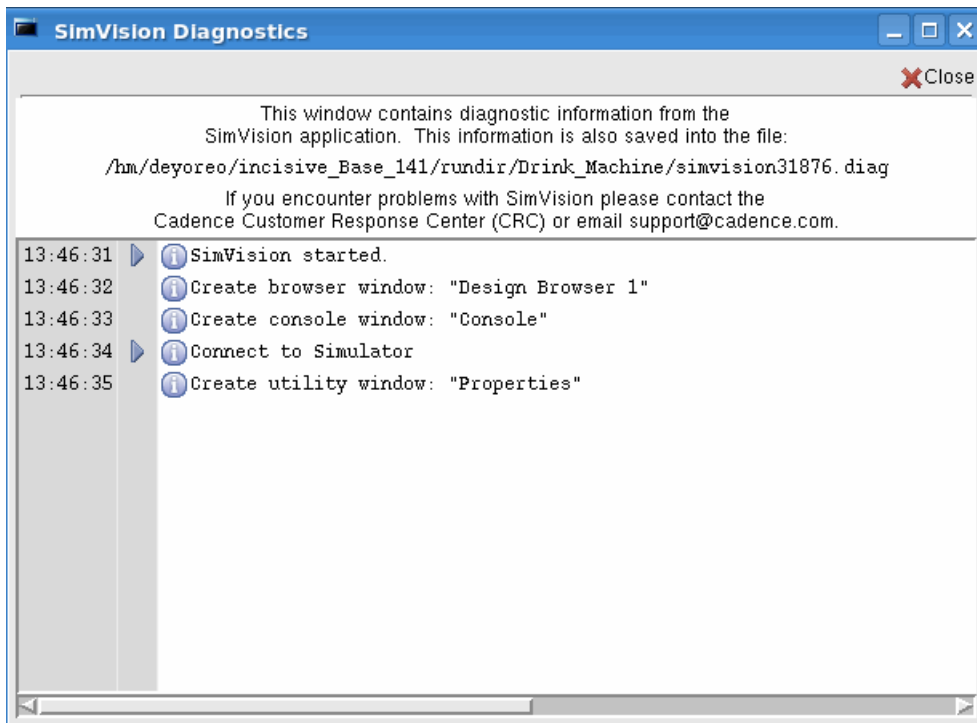 SimVision Diagnostics
Close
This window contains diagnostic information from the
SimVision application. This information is also saved into the file:
/hm/deyoreo/incisive_Base_141/rundir/Drink_Machine/simvision31876.diag
If you encounter problems with SimVision please contact the
Cadence Customer Response Center (CRC) or email support@cadence.com.
13:46:31 SimVision started.
13:46:32 Create browser window: "Design Browser 1"
13:46:33 Create console window: "Console"
13:46:34 Connect to Simulator
13:46:35 Create utility window: "Properties"